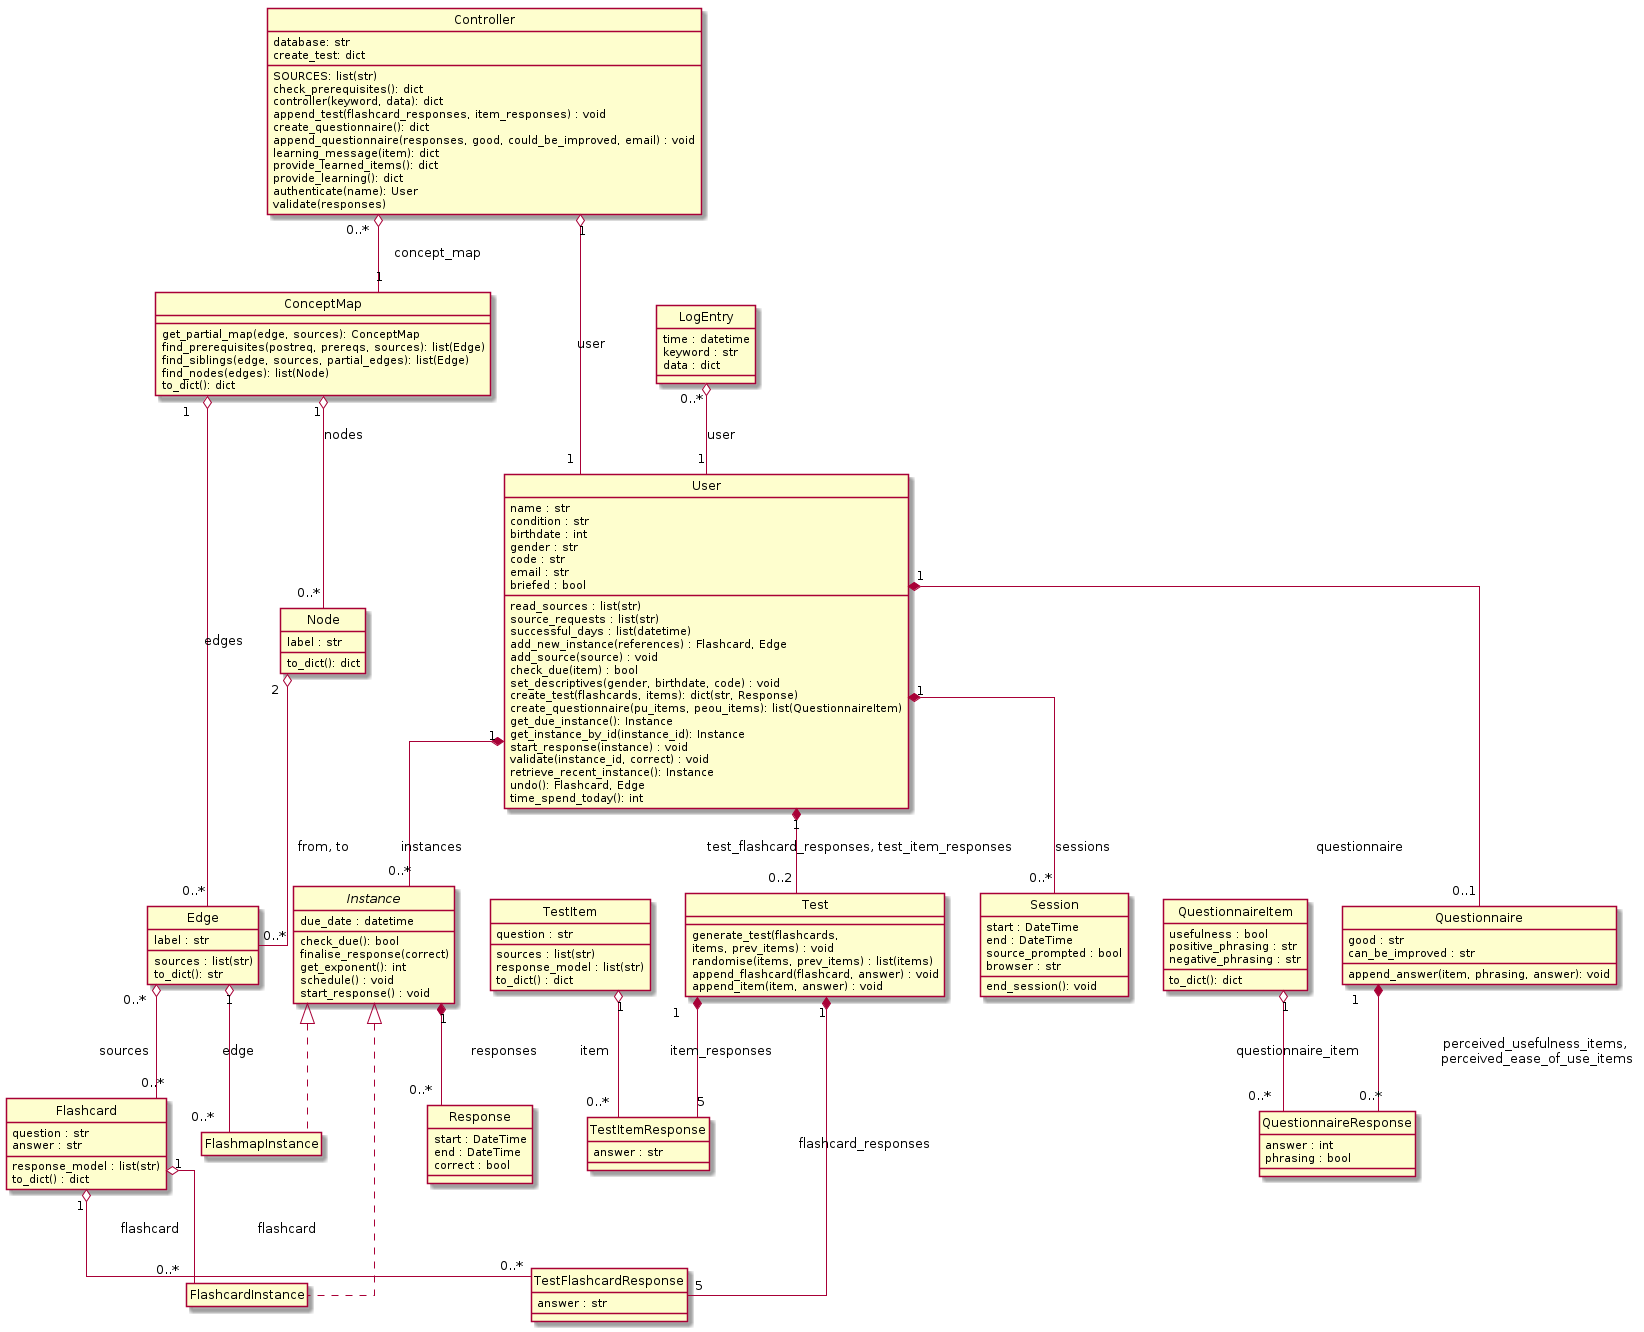 Controller
database: str
create_test: dict
SOURCES: list(str)
check_prerequisites(): dict
controller(keyword, data): dict
append_test(flashcard_responses, item_responses) : void
create_questionnaire(): dict
append_questionnaire(responses, good, could_be_improved, email) : void
learning_message(item): dict
provide_learned_items(): dict
provide_learning(): dict
authenticate(name): User
validate(responses)
0..*
1
concept_map
1
ConceptMap
get_partial_map(edge, sources): ConceptMap
find_prerequisites(postreq, prereqs, sources): list(Edge)
find_siblings(edge, sources, partial_edges): list(Edge)
find_nodes(edges): list(Node)
to_dict(): dict
user
LogEntry
time : datetime
keyword : str
data : dict
0..*
1
1
nodes
user
1
1
User
name : str
condition : str
birthdate : int
gender : str
code : str
email : str
briefed : bool
read_sources : list(str)
source_requests : list(str)
successful_days : list(datetime)
add_new_instance(references) : Flashcard, Edge
add_source(source) : void
check_due(item) : bool
set_descriptives(gender, birthdate, code) : void
create_test(flashcards, items): dict(str, Response)
create_questionnaire(pu_items, peou_items): list(QuestionnaireItem)
get_due_instance(): Instance
get_instance_by_id(instance_id): Instance
start_response(instance) : void
validate(instance_id, correct) : void
retrieve_recent_instance(): Instance
undo(): Flashcard, Edge
time_spend_today(): int
1
0..*
Node
label : str
to_dict(): dict
edges
2
1
1
1
from, to
instances
test_flashcard_responses, test_item_responses
sessions
questionnaire
0..*
0..*
0..2
0..*
0..1
Edge
label : str
sources : list(str)
to_dict(): str
0..*
Instance
due_date : datetime
check_due(): bool
finalise_response(correct)
get_exponent(): int
schedule() : void
start_response() : void
TestItem
question : str
sources : list(str)
response_model : list(str)
to_dict() : dict
Test
generate_test(flashcards,
items, prev_items) : void
randomise(items, prev_items) : list(items)
append_flashcard(flashcard, answer) : void
append_item(item, answer) : void
Session
start : DateTime
end : DateTime
source_prompted : bool
browser : str
end_session(): void
QuestionnaireItem
usefulness : bool
positive_phrasing : str
negative_phrasing : str
to_dict(): dict
Questionnaire
good : str
can_be_improved : str
append_answer(item, phrasing, answer): void
0..*
1
1
1
1
1
1
1
sources
edge
responses
item
item_responses
questionnaire_item
perceived_usefulness_items,
perceived_ease_of_use_items
0..*
0..*
0..*
0..*
5
0..*
0..*
Flashcard
question : str
answer : str
response_model : list(str)
to_dict() : dict
FlashmapInstance
Response
start : DateTime
end : DateTime
correct : bool
TestItemResponse
answer : str
flashcard_responses
QuestionnaireResponse
answer : int
phrasing : bool
1
1
flashcard
flashcard
0..*
0..*
5
FlashcardInstance
TestFlashcardResponse
answer : str